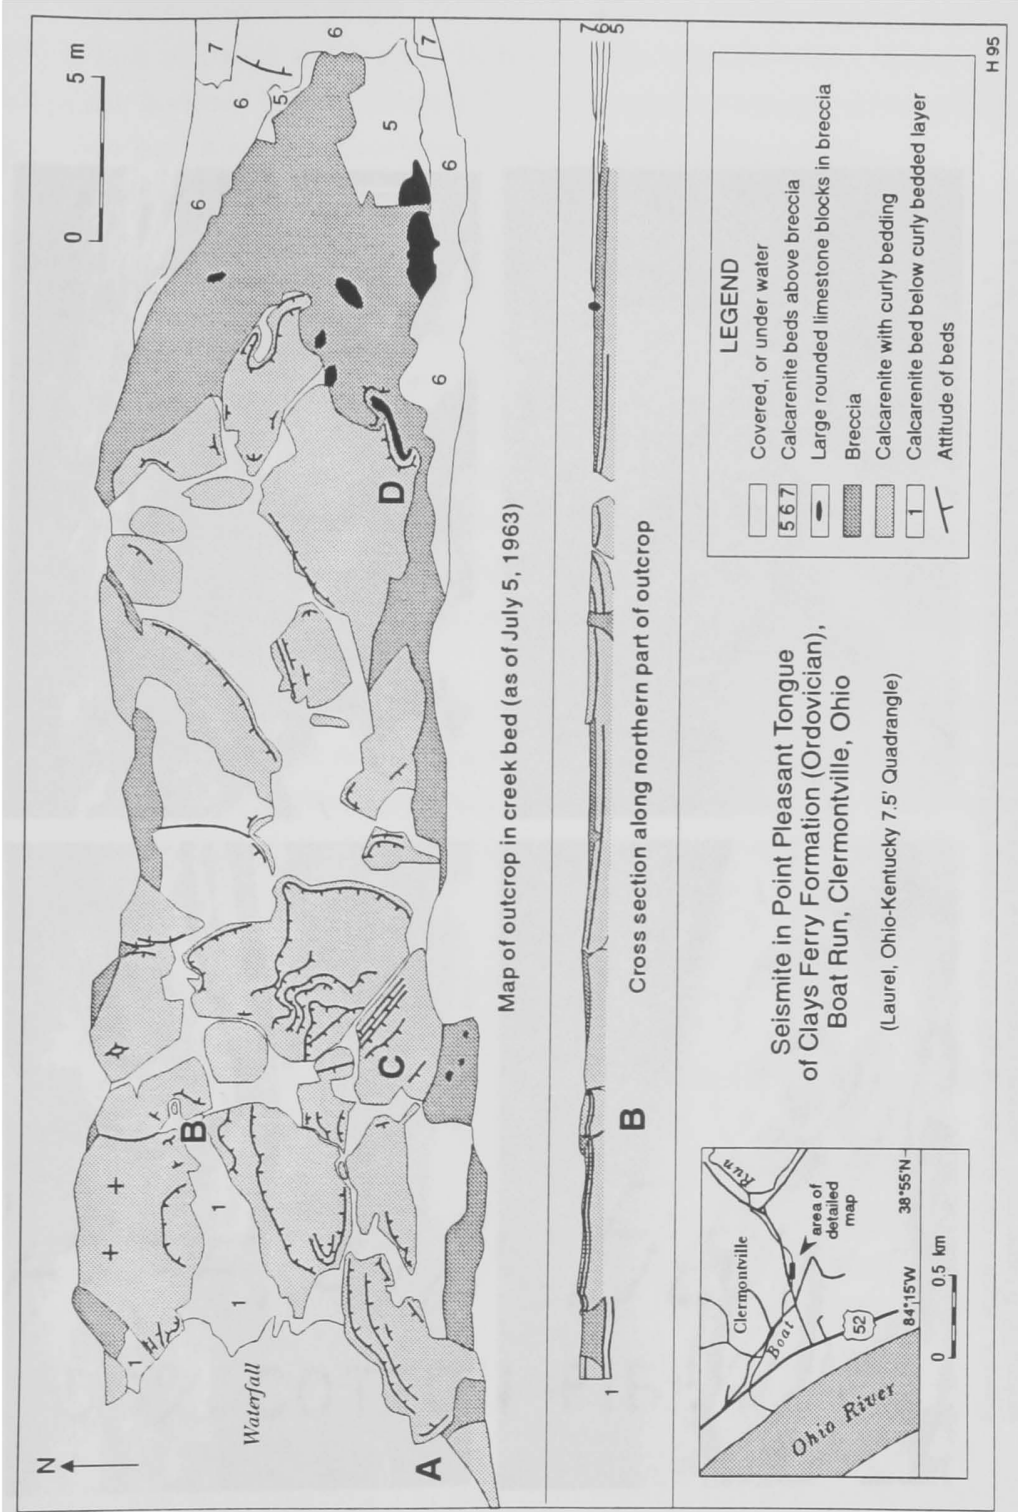 N
Waterfall
1
1
1
A
B
C
D
0 5 m
5
5
6
6
6
6
6
7
7
Map of outcrop in creek bed (as of July 5, 1963)
1
7
6
5
B Cross section along northern part of outcrop
Clermontville
Run
Boat
area of
detailed
map
52
Ohio River
38°55'N
84°15'W
0 0.5 km
Seismite in Point Pleasant Tongue
of Clays Ferry Formation (Ordovician),
Boat Run, Clermontville, Ohio
(Laurel, Ohio-Kentucky 7.5' Quadrangle)
LEGEND
Covered, or under water
5 6 7 Calcarenite beds above breccia
Large rounded limestone blocks in breccia
Breccia
Calcarenite with curly bedding
1 Calcarenite bed below curly bedded layer
Attitude of beds
H 95